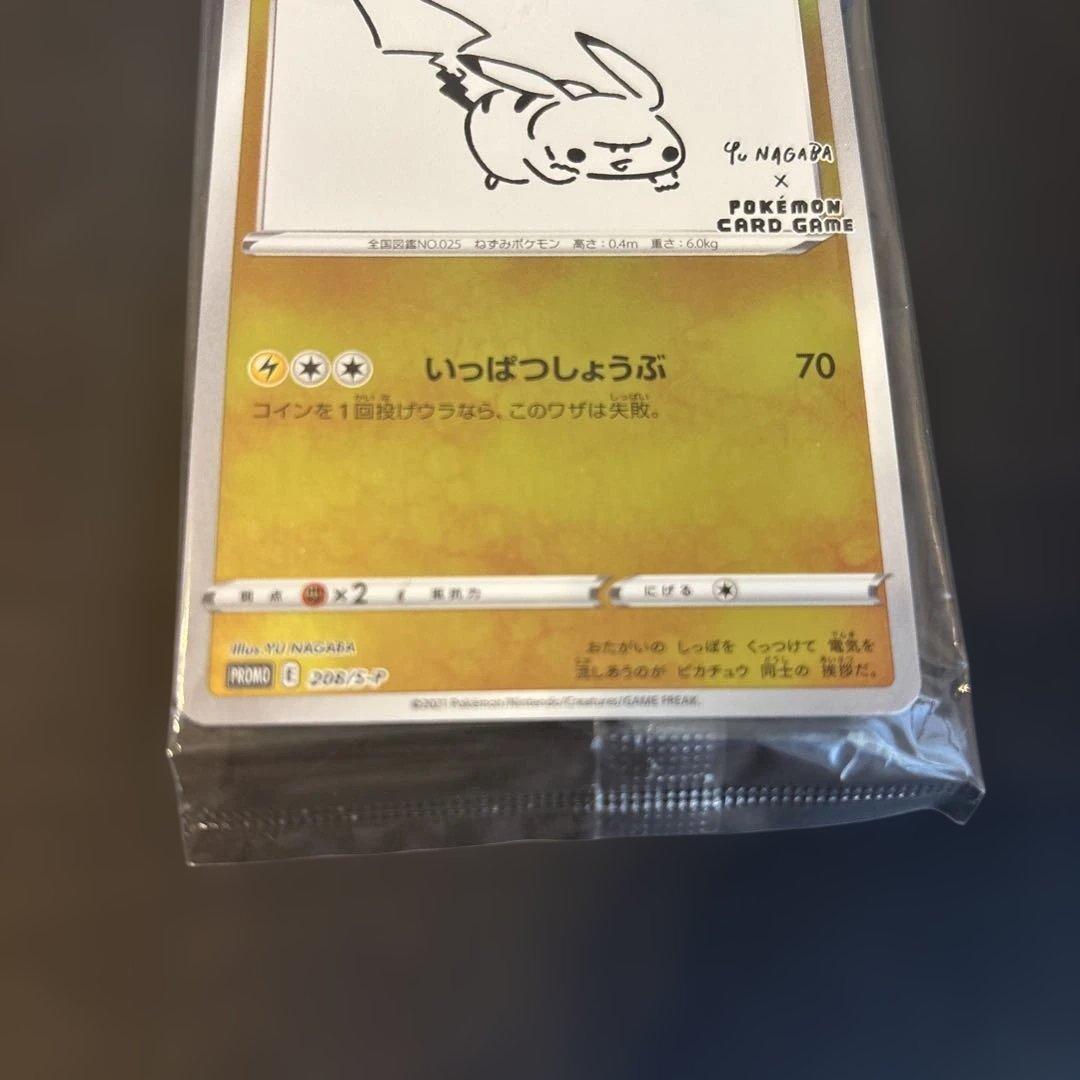 Yu NAGABA
×
POKÉMON
CARD GAME
全国図鑑NO.025 ねずみポケモン 高さ：0.4m 重さ：6.0kg
いっぱつしょうぶ 70
コインを1回投げウラなら、このワザは失敗。
弱点 ×2 抵抗力 にげる
Illus. YU NAGABA
おたがいの しっぽを くっつけて 電気を
流しあうのが ピカチュウ 同士の 挨拶だ。
PROMO E 208/S-P
©2021 Pokémon/Nintendo/Creatures/GAME FREAK.